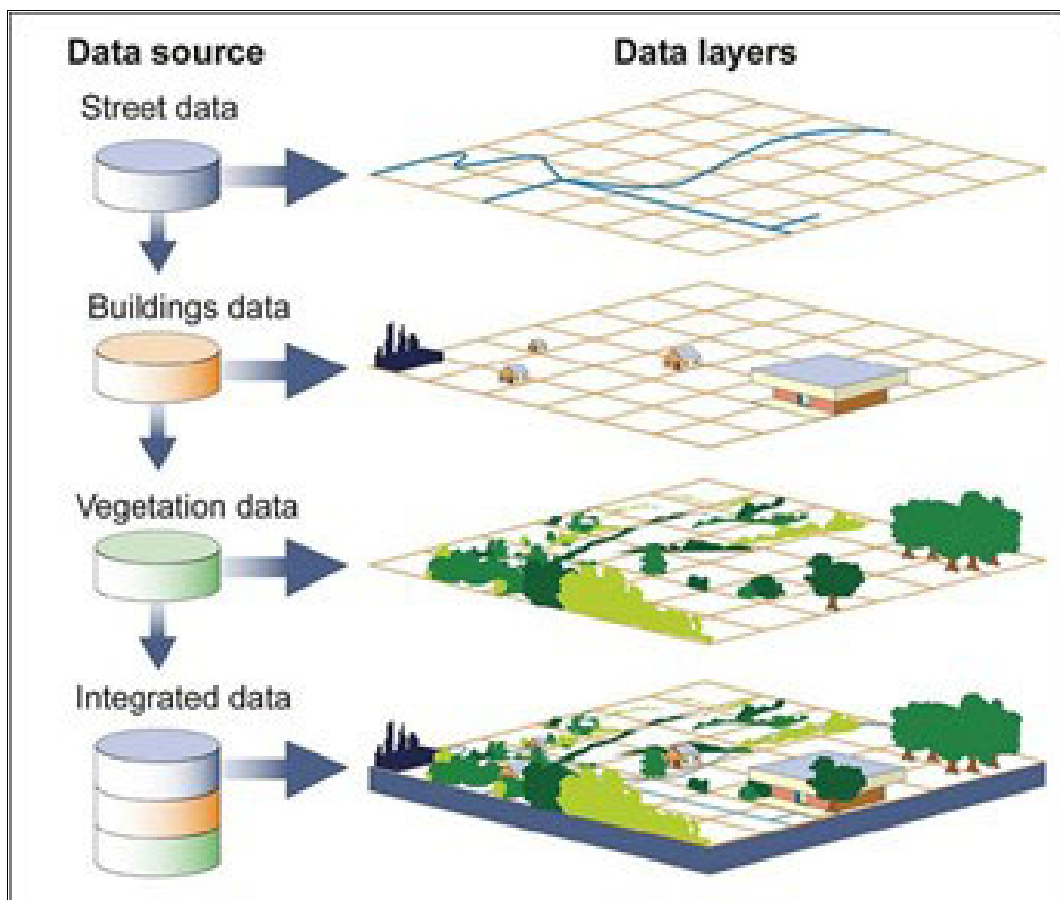 Data source
Data layers
Street data
Buildings data
Vegetation data
Integrated data